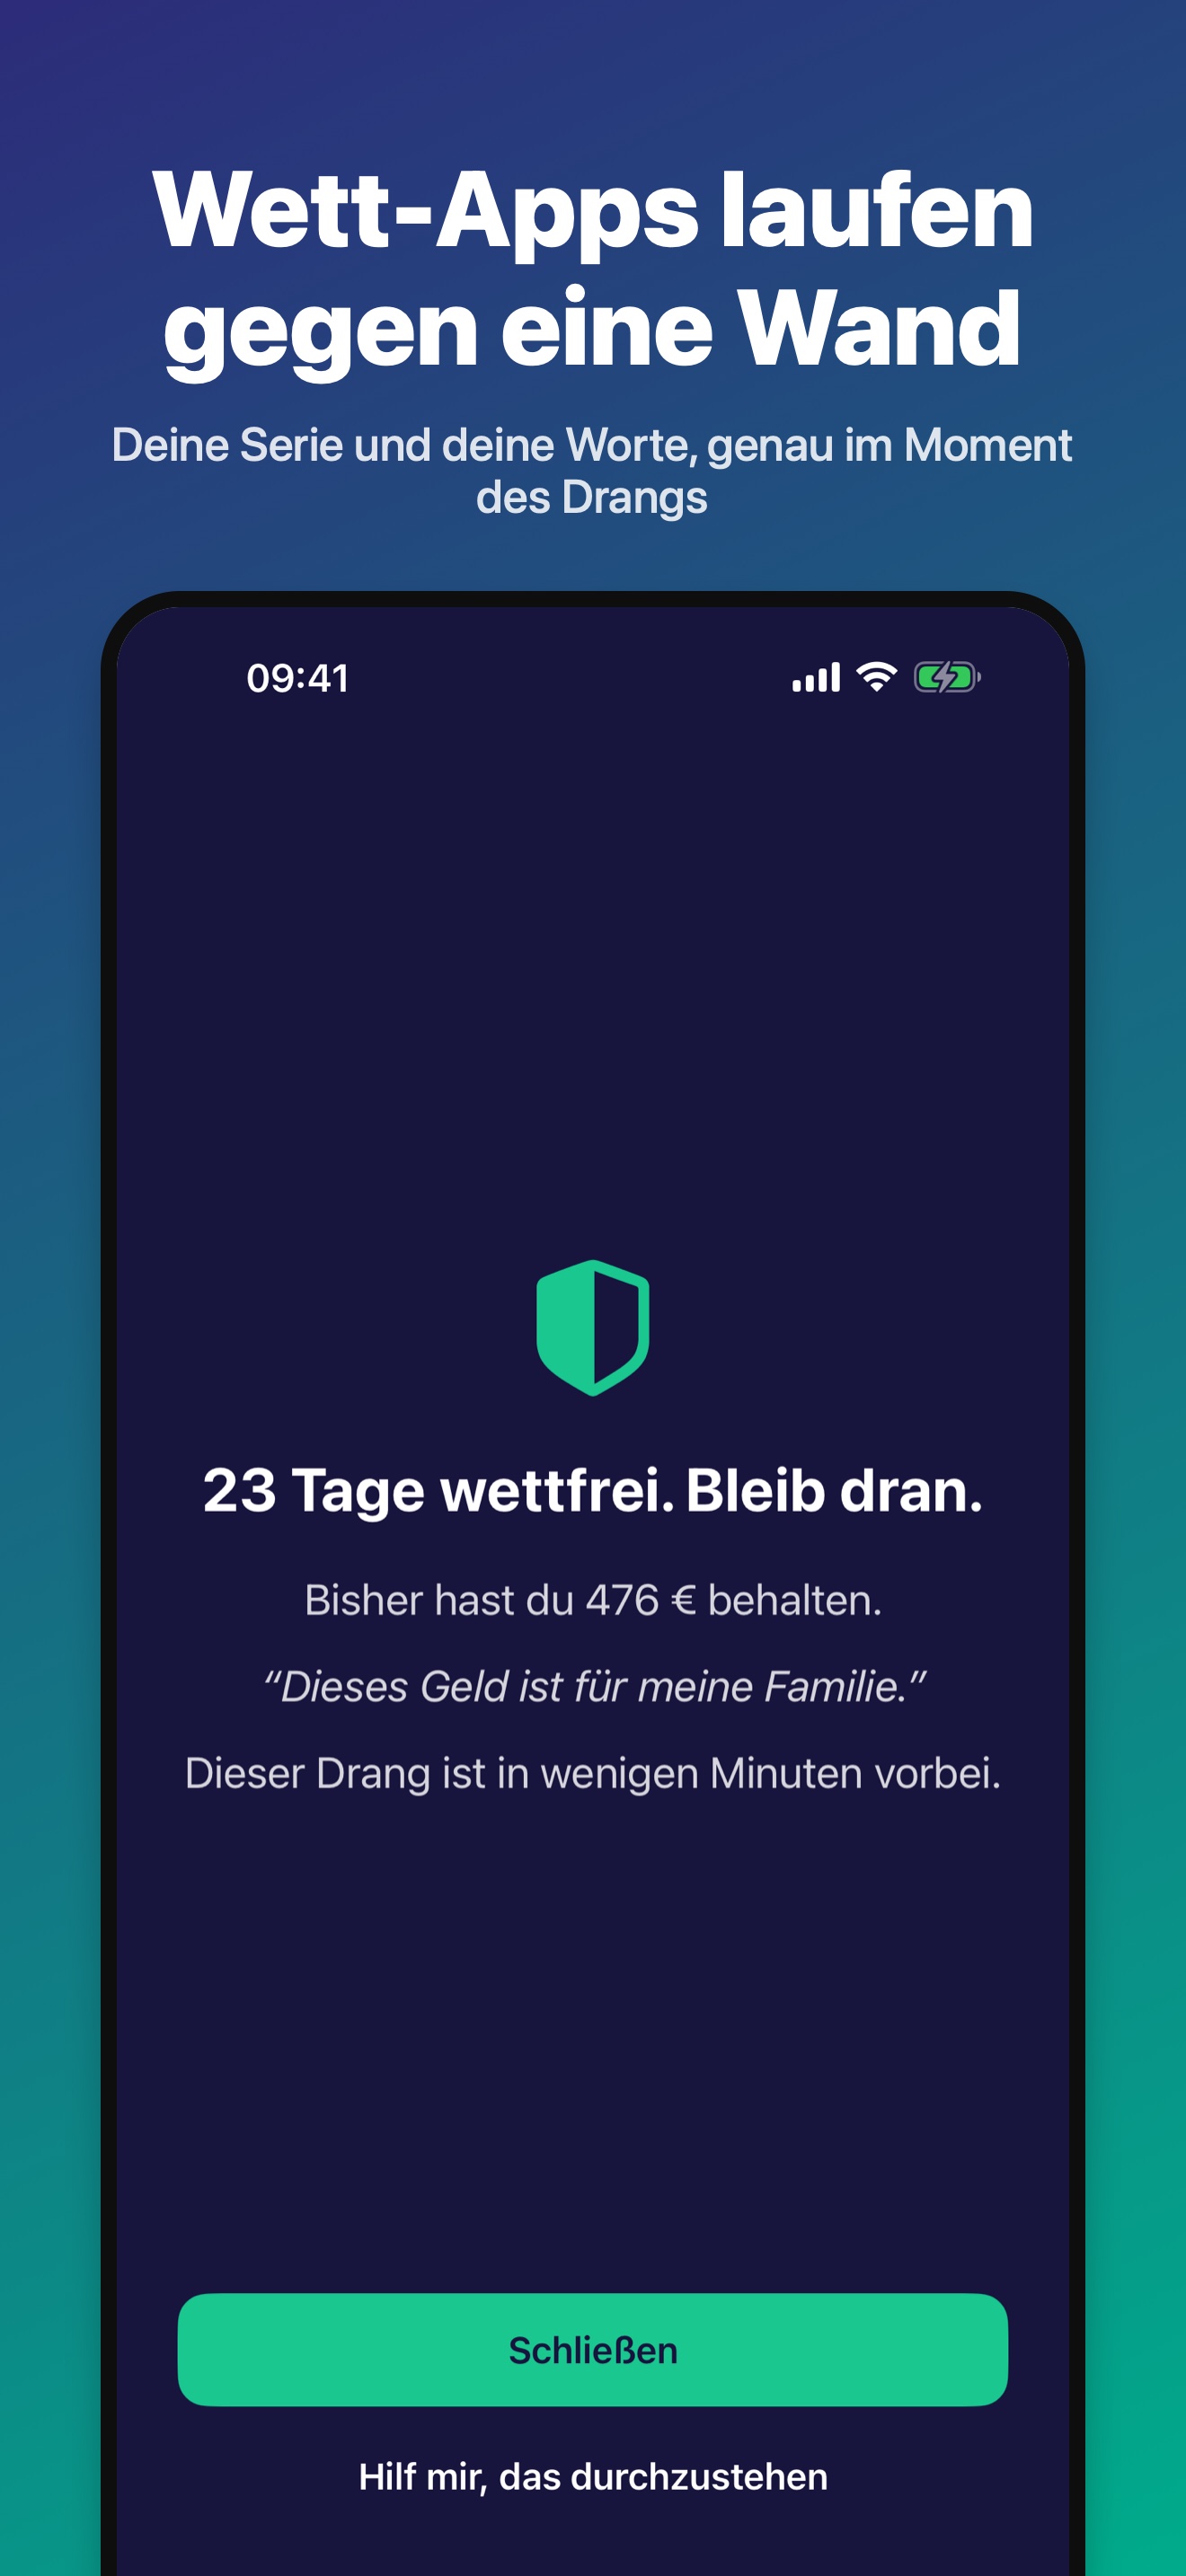 Wett-Apps laufen
gegen eine Wand
Deine Serie und deine Worte, genau im Moment
des Drangs
09:41
23 Tage wettfrei. Bleib dran.
Bisher hast du 476 € behalten.
“Dieses Geld ist für meine Familie.”
Dieser Drang ist in wenigen Minuten vorbei.
Schließen
Hilf mir, das durchzustehen